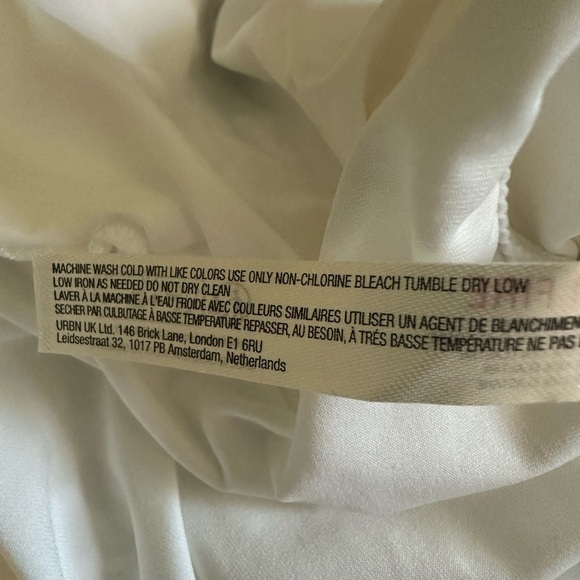 MACHINE WASH COLD WITH LIKE COLORS USE ONLY NON-CHLORINE BLEACH TUMBLE DRY LOW
LOW IRON AS NEEDED DO NOT DRY CLEAN
LAVER À LA MACHINE À L'EAU FROIDE AVEC COULEURS SIMILAIRES UTILISER UN AGENT DE BLANCHIMEN
SECHER PAR CULBUTAGE À BASSE TEMPERATURE REPASSER, AU BESOIN, À TRÉS BASSE TEMPÉRATURE NE PAS
URBN UK Ltd. 146 Brick Lane, London E1 6RU
Leidsestraat 32, 1017 PB Amsterdam, Netherlands